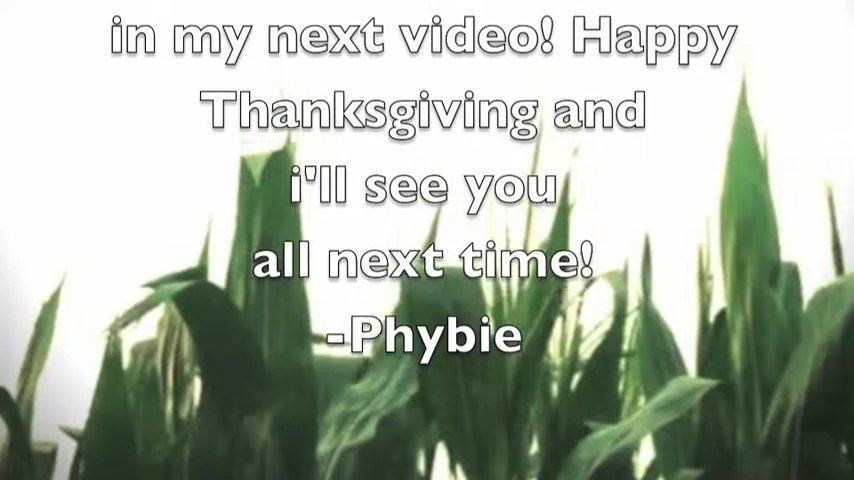 in my next video! Happy
Thanksgiving and
i'll see you
all next time!
-Phybie